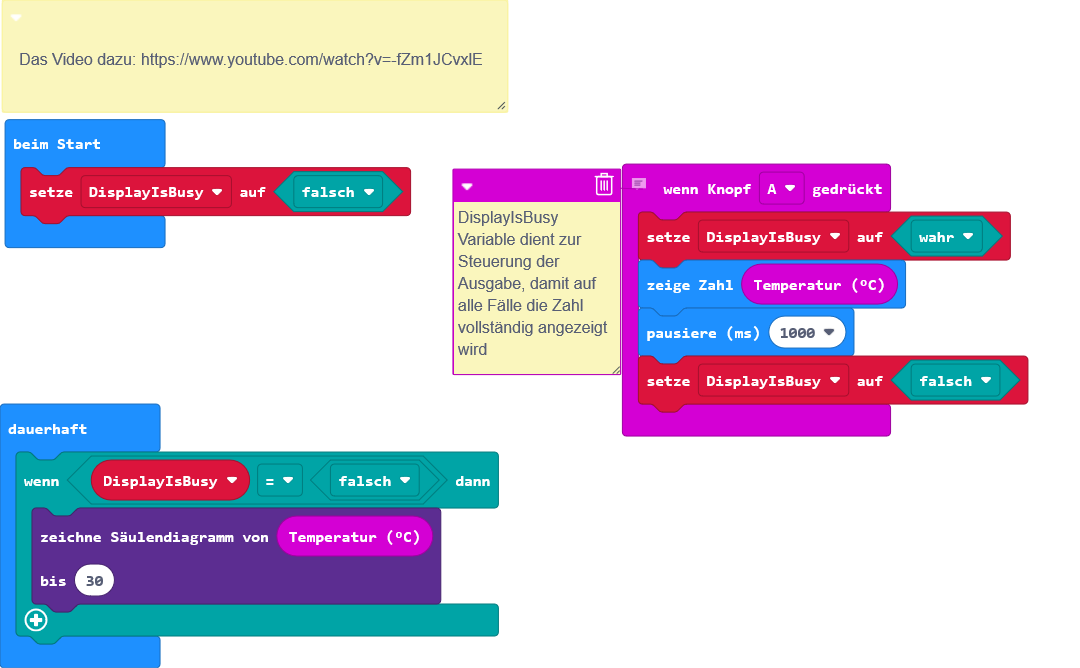 Das Video dazu: https://www.youtube.com/watch?v=-fZm1JCvxlE
beim Start
setze DisplayIsBusy auf falsch
DisplayIsBusy
Variable dient zur
Steuerung der
Ausgabe, damit auf
alle Fälle die Zahl
vollständig angezeigt
wird
wenn Knopf A gedrückt
setze DisplayIsBusy auf wahr
zeige Zahl Temperatur (ºC)
pausiere (ms) 1000
setze DisplayIsBusy auf falsch
dauerhaft
wenn DisplayIsBusy = falsch dann
zeichne Säulendiagramm von Temperatur (ºC)
bis 30